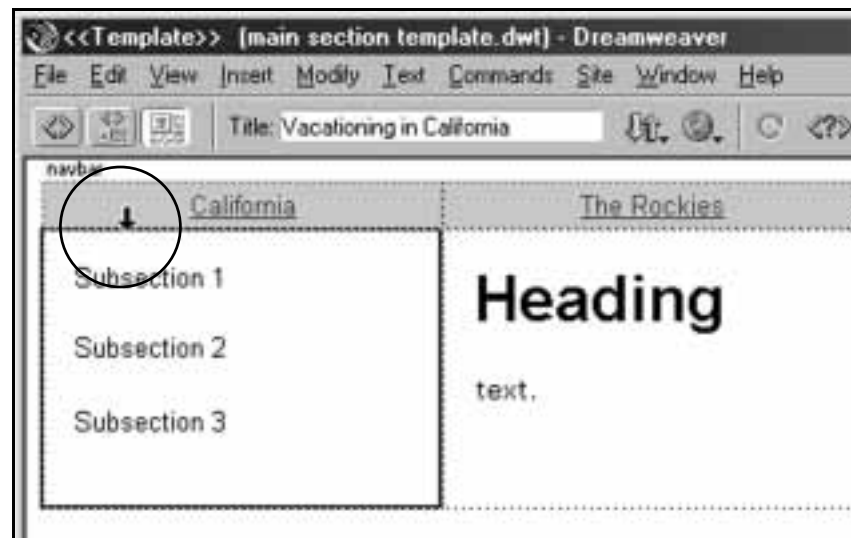 <<Template>> (main section template.dwt) - Dreamweaver
File Edit View Insert Modify Text Commands Site Window Help
Title: Vacationing in California
navbar
California The Rockies
Subsection 1
Heading
Subsection 2
text.
Subsection 3